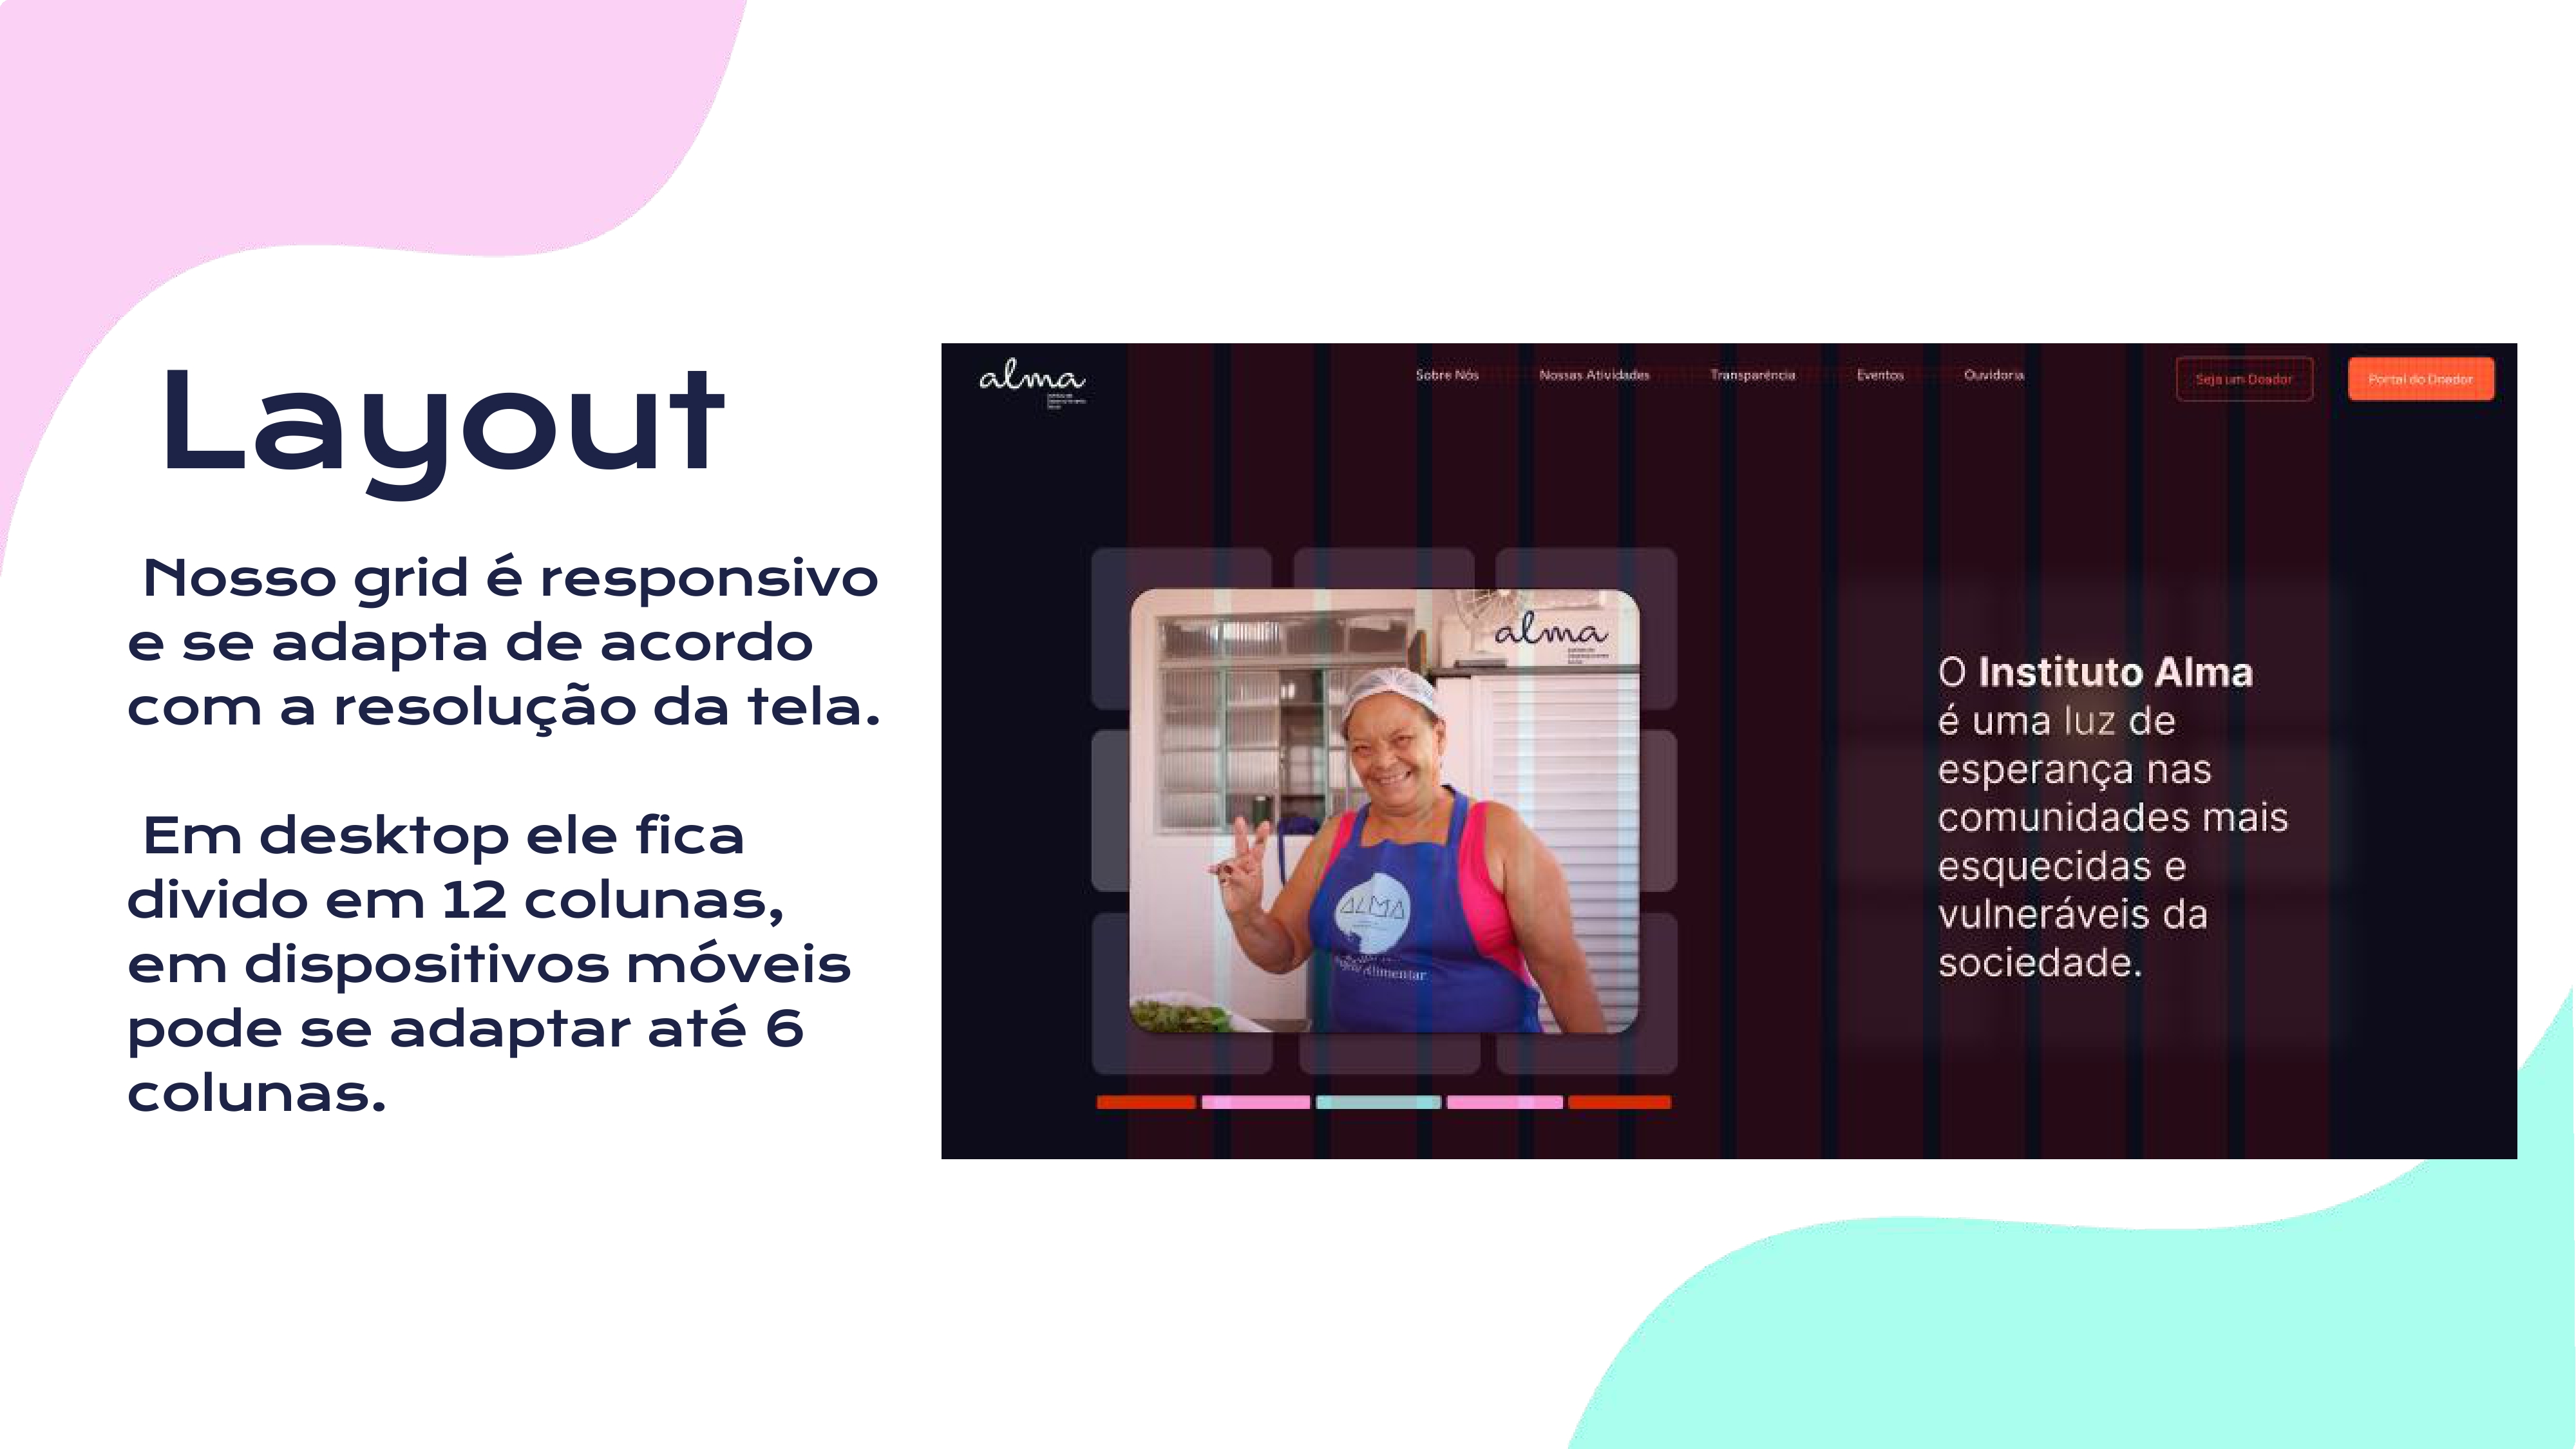 Layout
Nosso grid é responsivo
e se adapta de acordo
com a resolução da tela.
Em desktop ele fica
divido em 12 colunas,
em dispositivos móveis
pode se adaptar até 6
colunas.
alma
Sobre Nós Nossas Atividades Transparência Eventos Ouvidoria Seja um Doador Portal do Doador
alma
ALMA
Alimentar
O Instituto Alma
é uma luz de
esperança nas
comunidades mais
esquecidas e
vulneráveis da
sociedade.